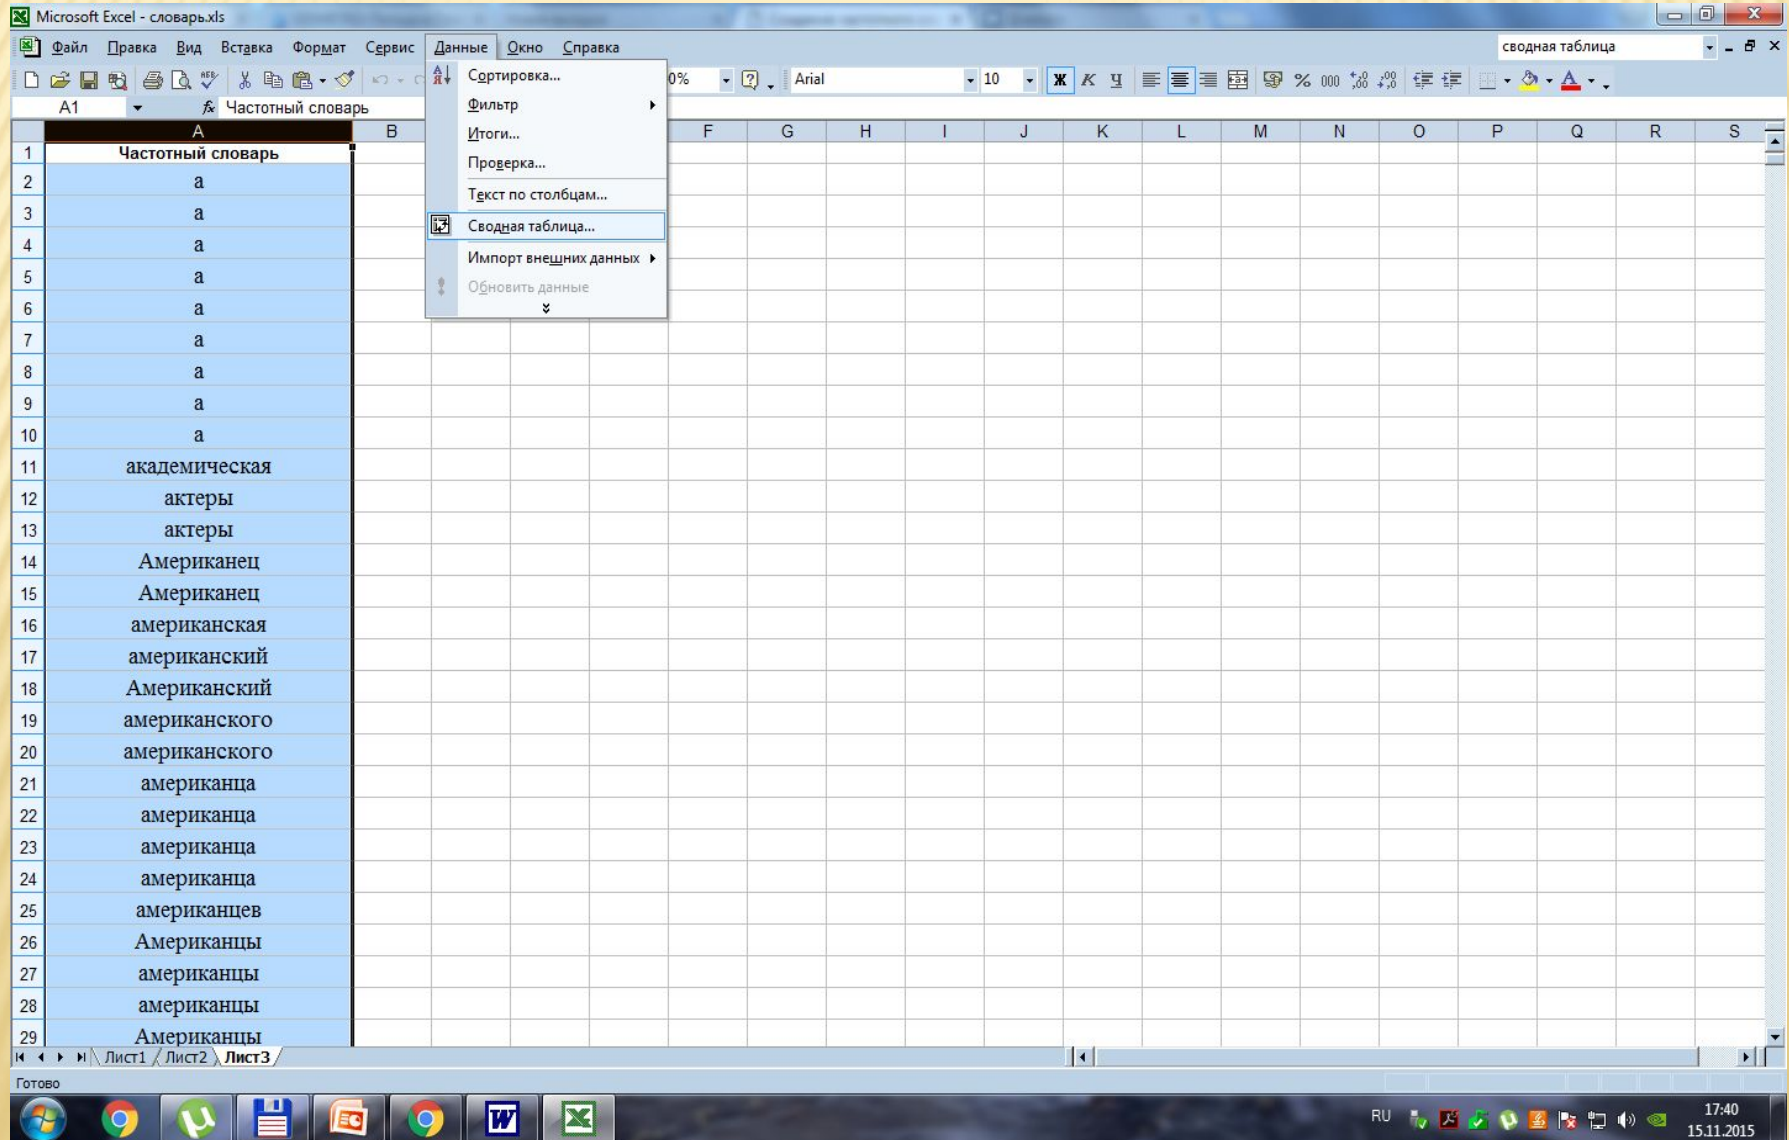 Microsoft Excel - словарь.xls
Файл Правка Вид Вставка Формат Сервис Данные Окно Справка
сводная таблица
0% Arial 10 Ж К Ч % 000
A1 fx Частотный словарь
A B F G H I J K L M N O P Q R S
Сортировка...
Фильтр
Итоги...
Проверка...
Текст по столбцам...
Сводная таблица...
Импорт внешних данных
Обновить данные
1 Частотный словарь
2 а
3 а
4 а
5 а
6 а
7 а
8 а
9 а
10 а
11 академическая
12 актеры
13 актеры
14 Американец
15 Американец
16 американская
17 американский
18 Американский
19 американского
20 американского
21 американца
22 американца
23 американца
24 американца
25 американцев
26 Американцы
27 американцы
28 американцы
29 Американцы
Лист1 Лист2 Лист3
Готово
RU 17:40
15.11.2015